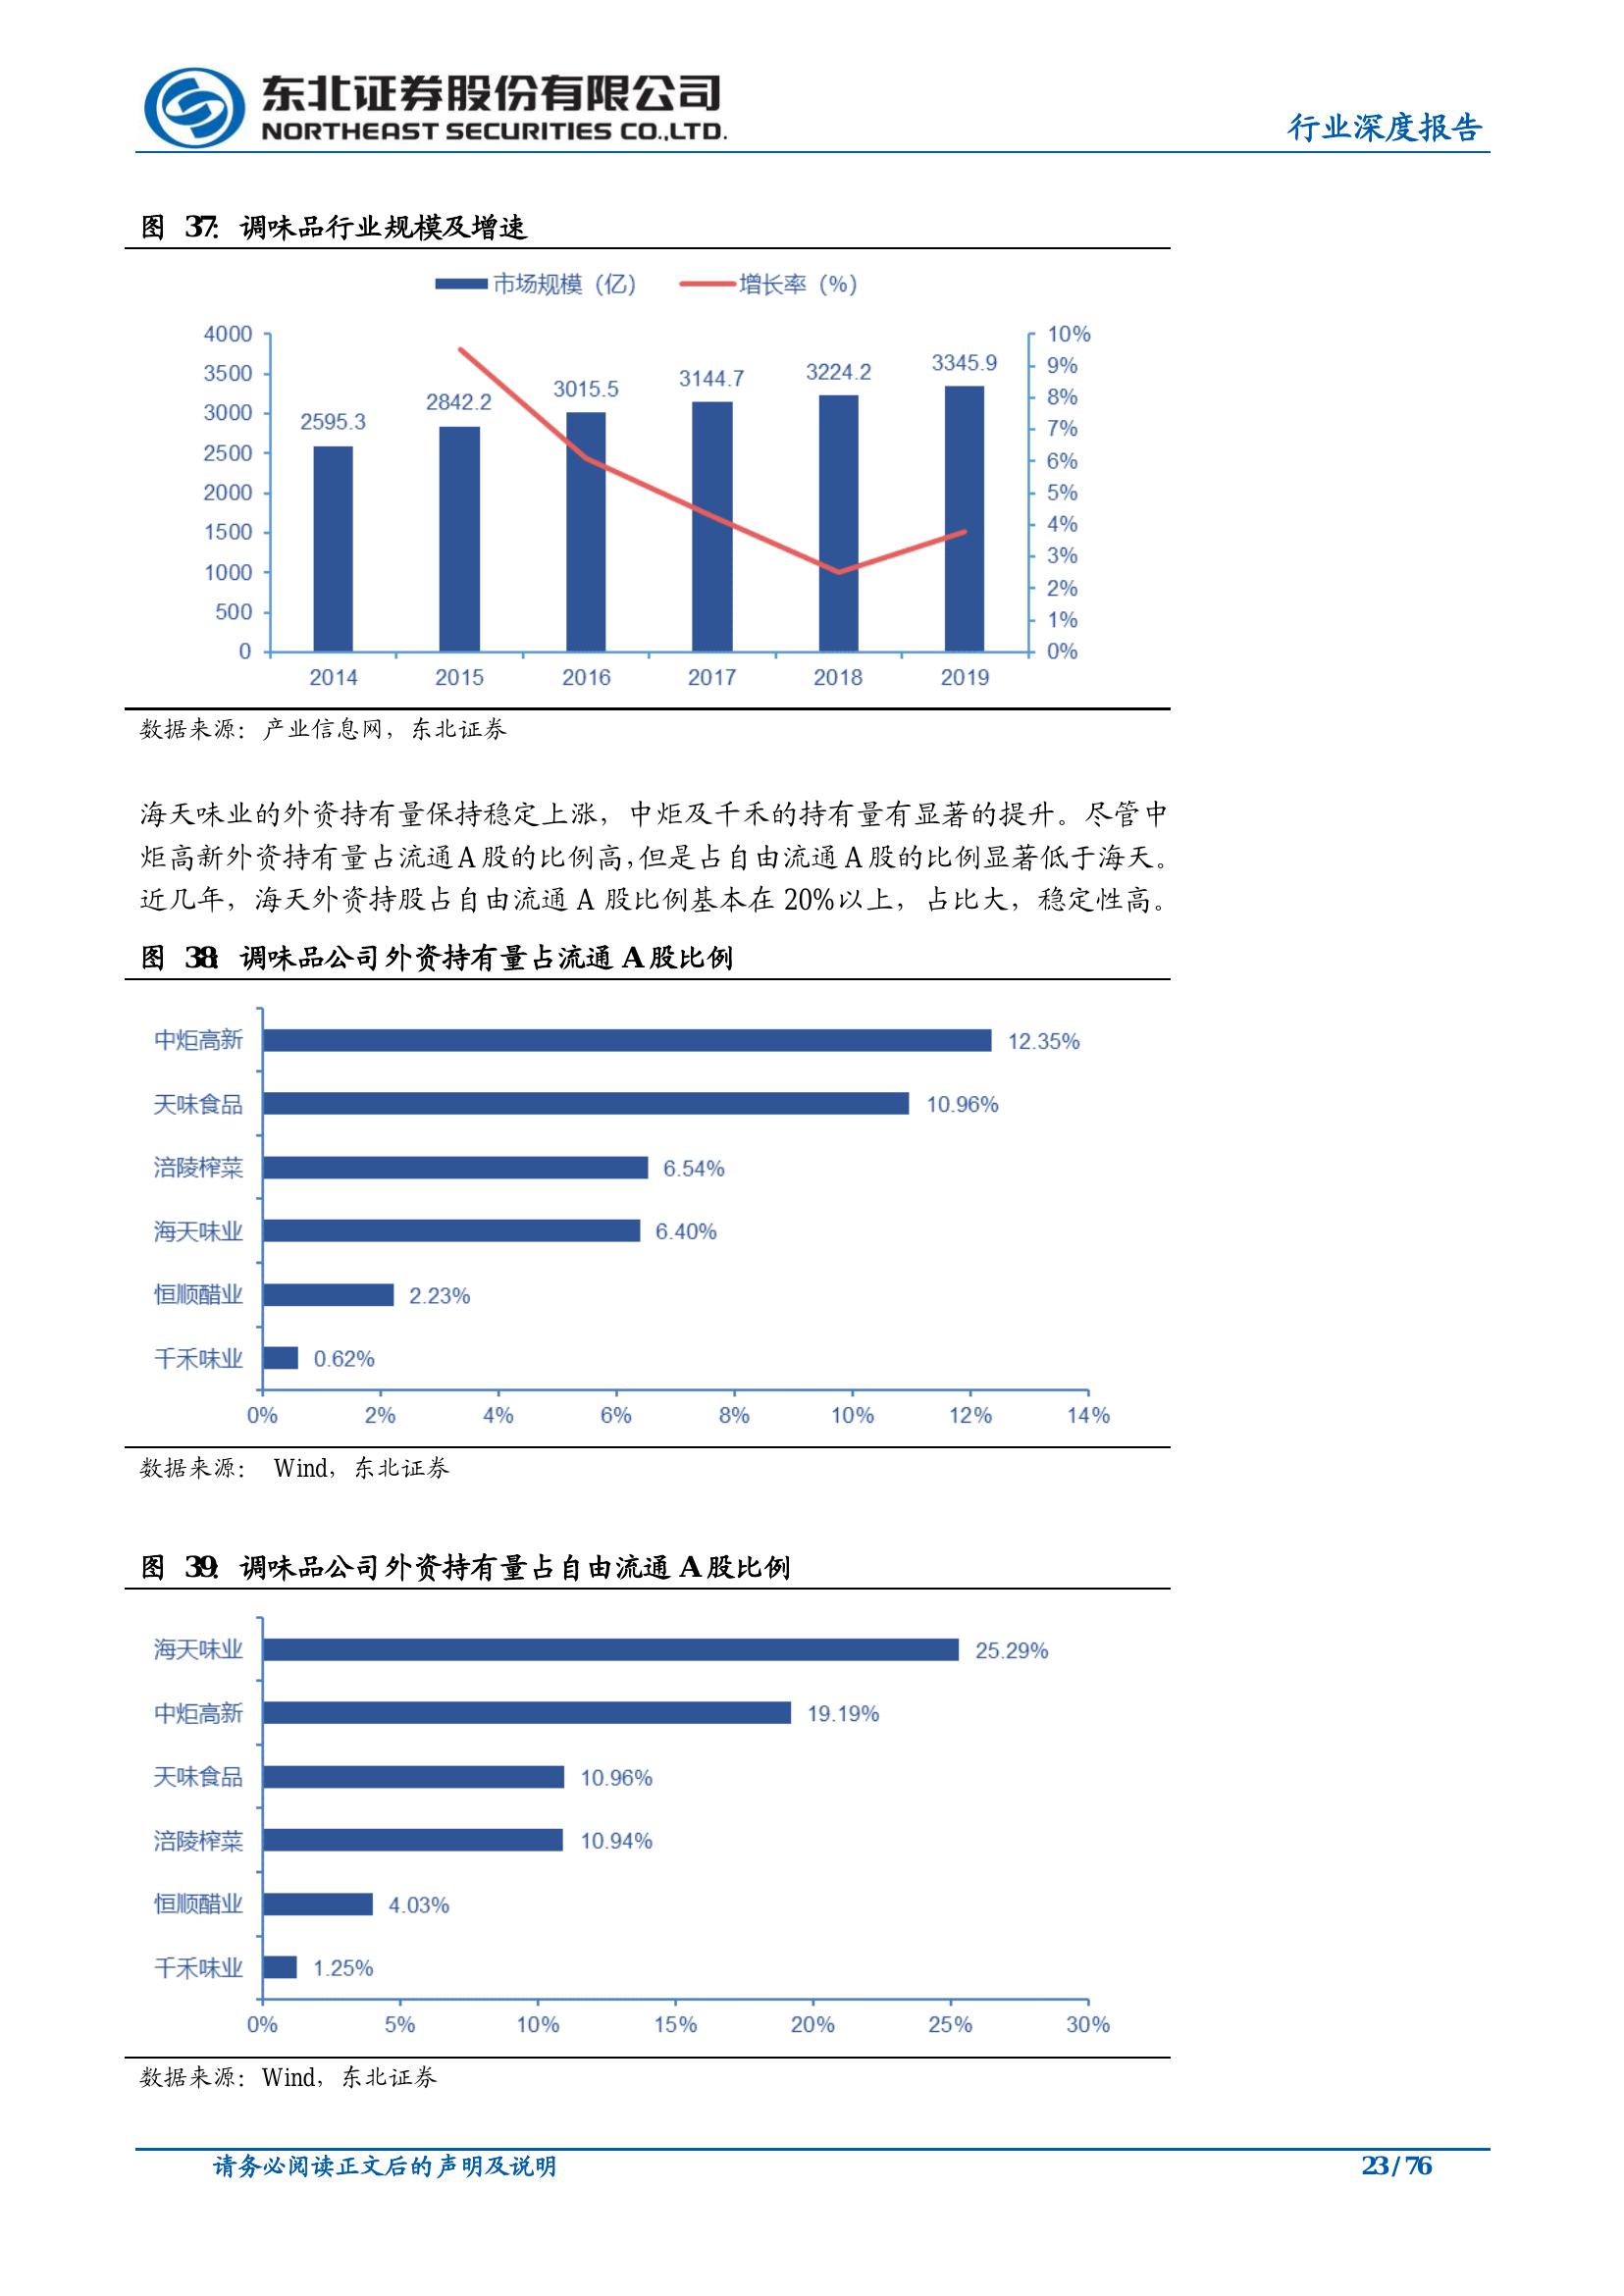 东北证券股份有限公司
NORTHEAST SECURITIES CO.,LTD.
行业深度报告
图 37: 调味品行业规模及增速
市场规模（亿） 增长率（%）
4000 10%
3500 9%
3000 8%
2500 7%
2000 6%
1500 5%
1000 4%
500 3%
0 2%
1%
0%
2595.3 2842.2 3015.5 3144.7 3224.2 3345.9
2014 2015 2016 2017 2018 2019
数据来源：产业信息网，东北证券
海天味业的外资持有量保持稳定上涨，中炬及千禾的持有量有显著的提升。尽管中
炬高新外资持有量占流通 A 股的比例高，但是占自由流通 A 股的比例显著低于海天。
近几年，海天外资持股占自由流通 A 股比例基本在 20%以上，占比大，稳定性高。
图 38: 调味品公司外资持有量占流通 A 股比例
中炬高新 12.35%
天味食品 10.96%
涪陵榨菜 6.54%
海天味业 6.40%
恒顺醋业 2.23%
千禾味业 0.62%
0% 2% 4% 6% 8% 10% 12% 14%
数据来源： Wind，东北证券
图 39: 调味品公司外资持有量占自由流通 A 股比例
海天味业 25.29%
中炬高新 19.19%
天味食品 10.96%
涪陵榨菜 10.94%
恒顺醋业 4.03%
千禾味业 1.25%
0% 5% 10% 15% 20% 25% 30%
数据来源：Wind，东北证券
请务必阅读正文后的声明及说明 23 / 76